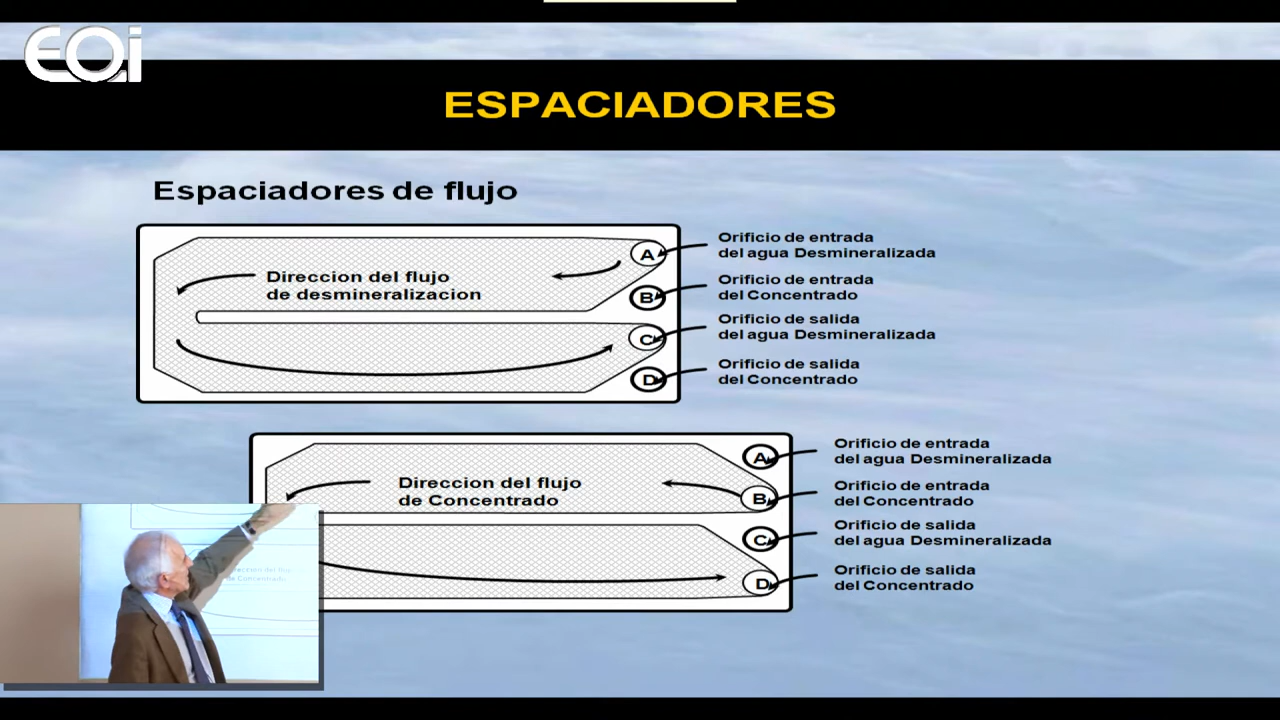 EOi
ESPACIADORES
Espaciadores de flujo
A
B
C
D
Direccion del flujo
de desmineralizacion
Orificio de entrada
del agua Desmineralizada
Orificio de entrada
del Concentrado
Orificio de salida
del agua Desmineralizada
Orificio de salida
del Concentrado
A
B
C
D
Direccion del flujo
de Concentrado
Orificio de entrada
del agua Desmineralizada
Orificio de entrada
del Concentrado
Orificio de salida
del agua Desmineralizada
Orificio de salida
del Concentrado
de Concentrado